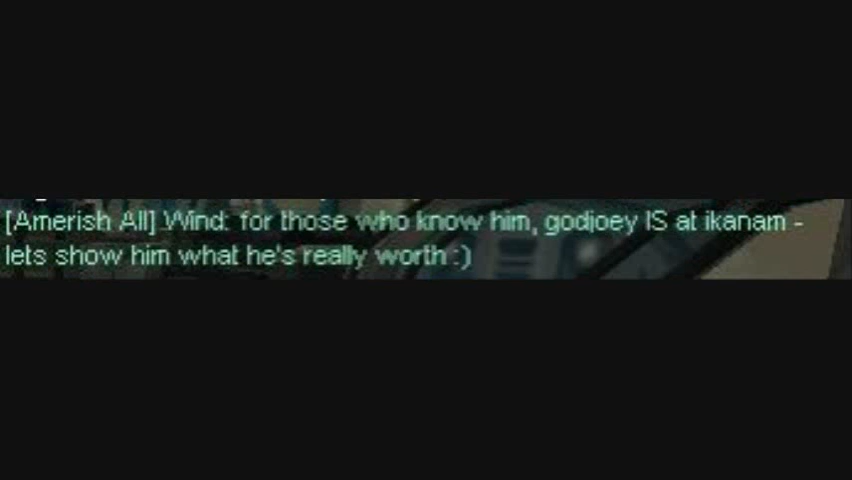 [Amerish All] Wind: for those who know him, godjoey IS at ikanam -
lets show him what he's really worth :)